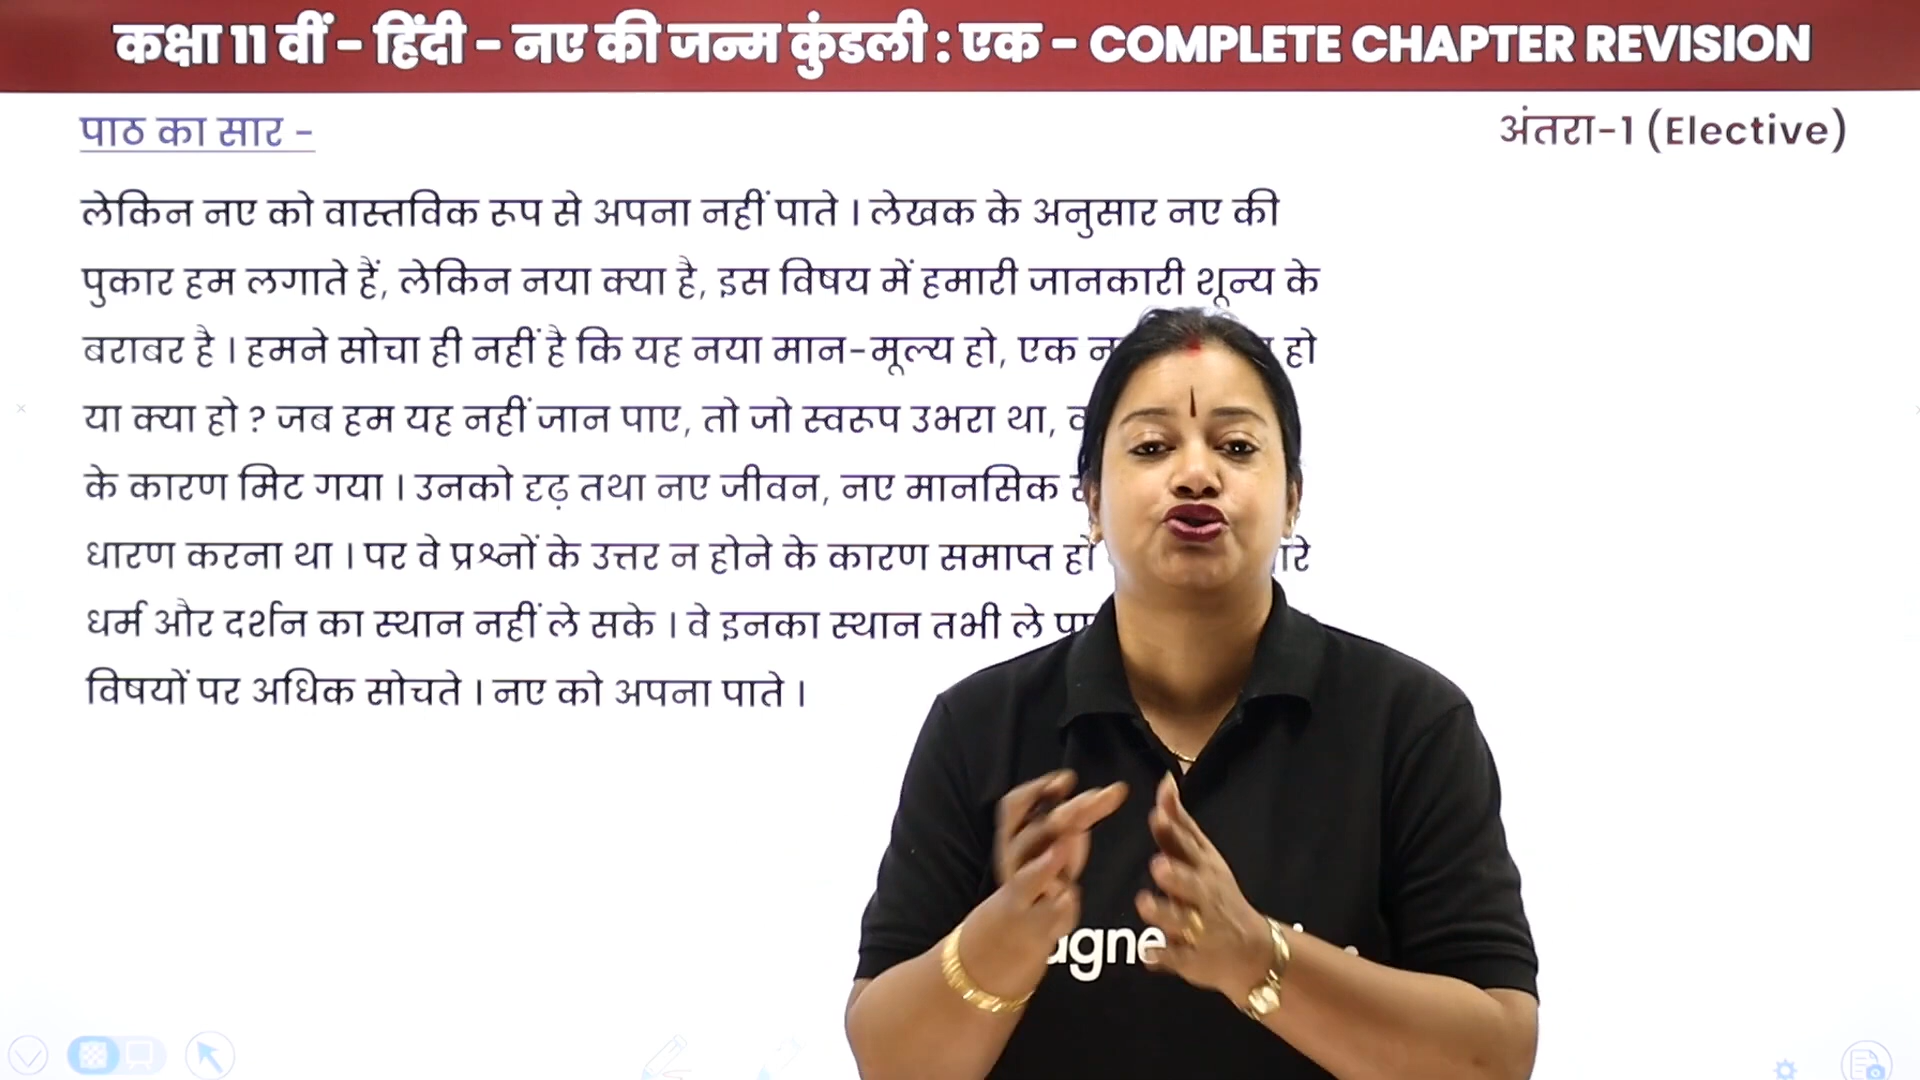 कक्षा 11 वीं - हिंदी - नए की जन्म कुंडली : एक - COMPLETE CHAPTER REVISION
पाठ का सार -
अंतरा-1 (Elective)
लेकिन नए को वास्तविक रूप से अपना नहीं पाते । लेखक के अनुसार नए की
पुकार हम लगाते हैं, लेकिन नया क्या है, इस विषय में हमारी जानकारी शून्य के
बराबर है । हमने सोचा ही नहीं है कि यह नया मान-मूल्य हो, एक हो
या क्या हो ? जब हम यह नहीं जान पाए, तो जो स्वरूप उभरा था,
के कारण मिट गया । उनको दृढ़ तथा नए जीवन, नए मानसिक
धारण करना था । पर वे प्रश्नों के उत्तर न होने के कारण समाप्त हो
धर्म और दर्शन का स्थान नहीं ले सके । वे इनका स्थान तभी ले
विषयों पर अधिक सोचते । नए को अपना पाते ।